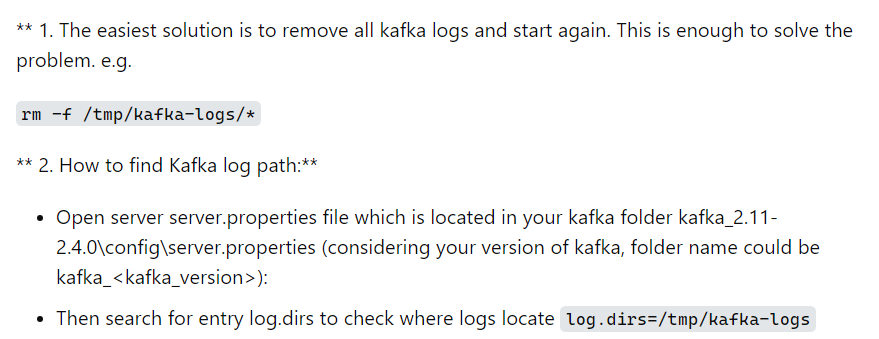 ** 1. The easiest solution is to remove all kafka logs and start again. This is enough to solve the
problem. e.g.
rm -f /tmp/kafka-logs/*
** 2. How to find Kafka log path:**
• Open server server.properties file which is located in your kafka folder kafka_2.11-
2.4.0\config\server.properties (considering your version of kafka, folder name could be
kafka_<kafka_version>):
• Then search for entry log.dirs to check where logs locate log.dirs=/tmp/kafka-logs